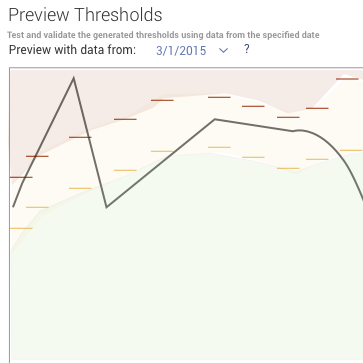 Preview Thresholds
Test and validate the generated thresholds using data from the specified date
Preview with data from: 3/1/2015 ?